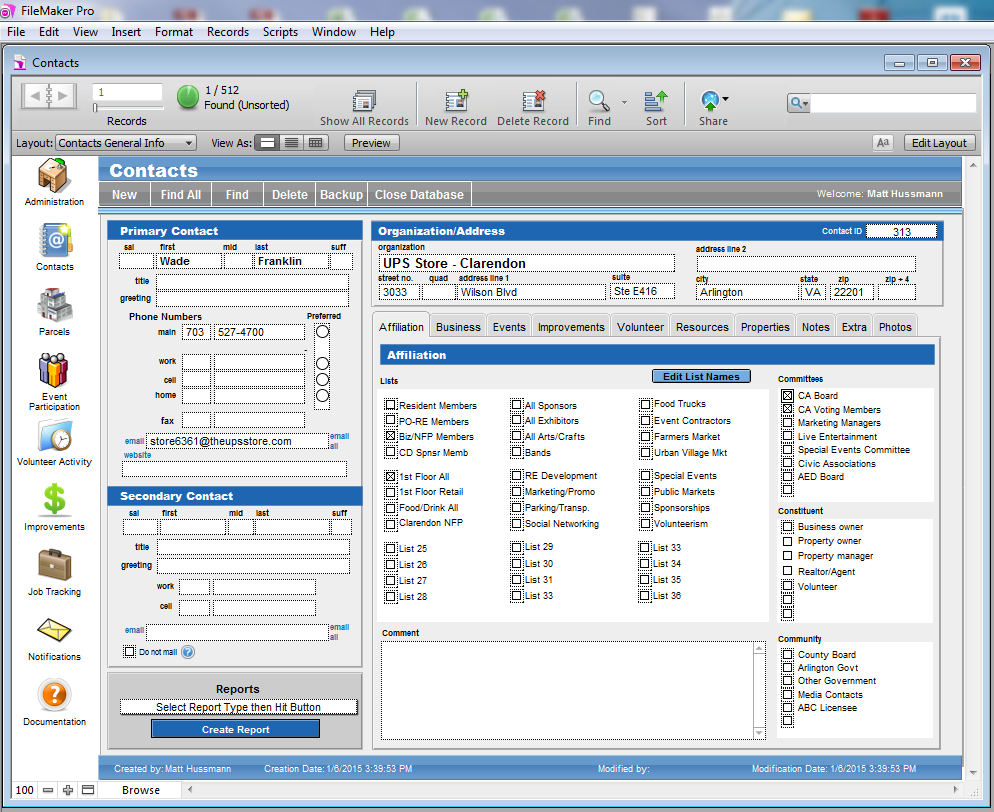 FileMaker Pro
File Edit View Insert Format Records Scripts Window Help
Contacts
1
1 / 512
Found (Unsorted)
Records
Show All Records
New Record
Delete Record
Find
Sort
Share
Layout: Contacts General Info
View As:
Preview
Aa
Edit Layout
Administration
Contacts
Parcels
Event
Participation
Volunteer Activity
Improvements
Job Tracking
Notifications
Documentation
Contacts
New Find All Find Delete Backup Close Database
Welcome: Matt Hussmann
Primary Contact
sal first mid last suff
Wade Franklin
title
greeting
Phone Numbers Preferred
main 703 527-4700
work
cell
home
fax
email store6361@theupsstore.com email
all
website
Secondary Contact
sal first mid last suff
title
greeting
work
cell
email email
all
Do not mail ?
Reports
Select Report Type then Hit Button
Create Report
Organization/Address Contact ID 313
organization address line 2
UPS Store - Clarendon
street no. quad address line 1 suite city state zip zip + 4
3033 Wilson Blvd Ste E416 Arlington VA 22201
Affiliation Business Events Improvements Volunteer Resources Properties Notes Extra Photos
Affiliation
Lists
Edit List Names
Resident Members All Sponsors Food Trucks
PO-RE Members All Exhibitors Event Contractors
Biz/NFP Members All Arts/Crafts Farmers Market
CD Spnsr Memb Bands Urban Village Mkt
1st Floor All RE Development Special Events
1st Floor Retail Marketing/Promo Public Markets
Food/Drink All Parking/Transp. Sponsorships
Clarendon NFP Social Networking Volunteerism
List 25 List 29 List 33
List 26 List 30 List 34
List 27 List 31 List 35
List 28 List 33 List 36
Comment
Committees
CA Board
CA Voting Members
Marketing Managers
Live Entertainment
Special Events Committee
Civic Associations
AED Board
Constituent
Business owner
Property owner
Property manager
Realtor/Agent
Volunteer
Community
County Board
Arlington Govt
Other Government
Media Contacts
ABC Licensee
Created by: Matt Hussmann Creation Date: 1/6/2015 3:39:53 PM Modified by: Modification Date: 1/6/2015 3:39:53 PM
100 Browse